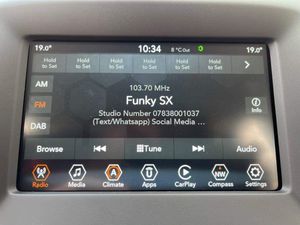 19.0° 10:34 8 °C Out 19.0°
Hold to Set Hold to Set Hold to Set Hold to Set Hold to Set Hold to Set
AM
103.70 MHz
FM
Funky SX
Studio Number 07838001037
(Text/Whatsapp) Social Media ...
DAB
i Info
Browse Tune Audio
Radio Media Climate Apps CarPlay Compass Settings
A
NW